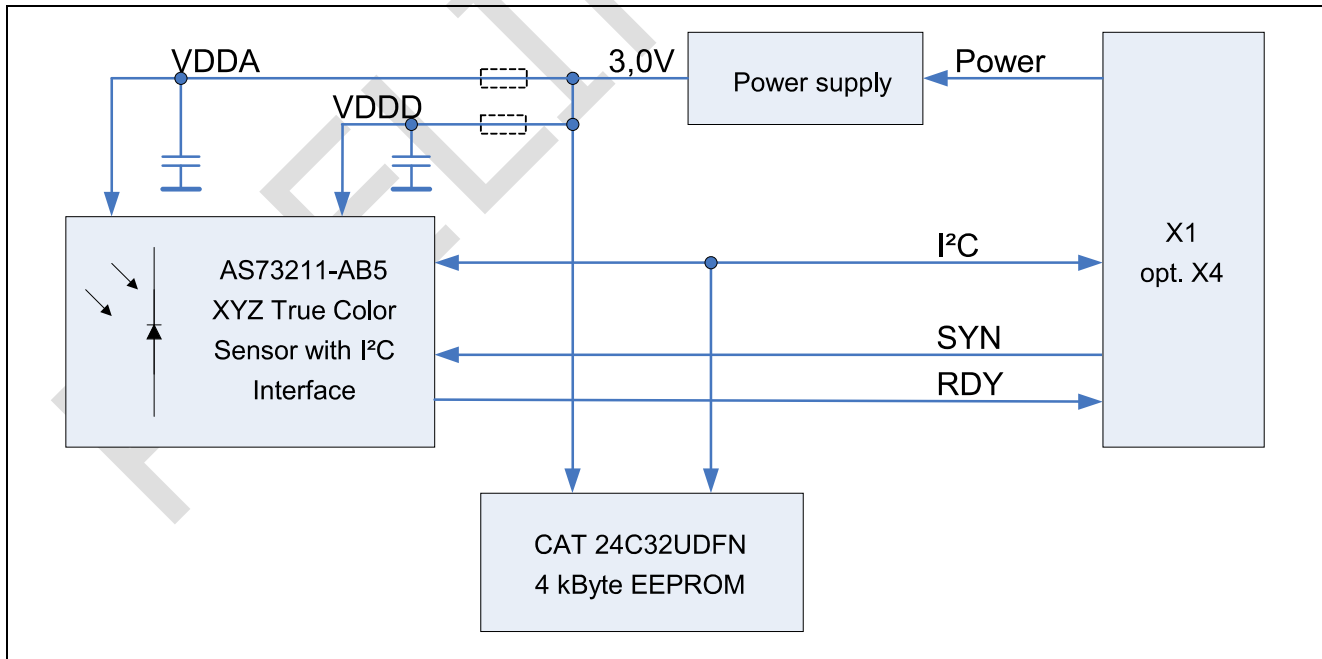 VDDA
3,0V
Power supply
Power
VDDD
AS73211-AB5
XYZ True Color
Sensor with I²C
Interface
I²C
SYN
RDY
X1
opt. X4
CAT 24C32UDFN
4 kByte EEPROM